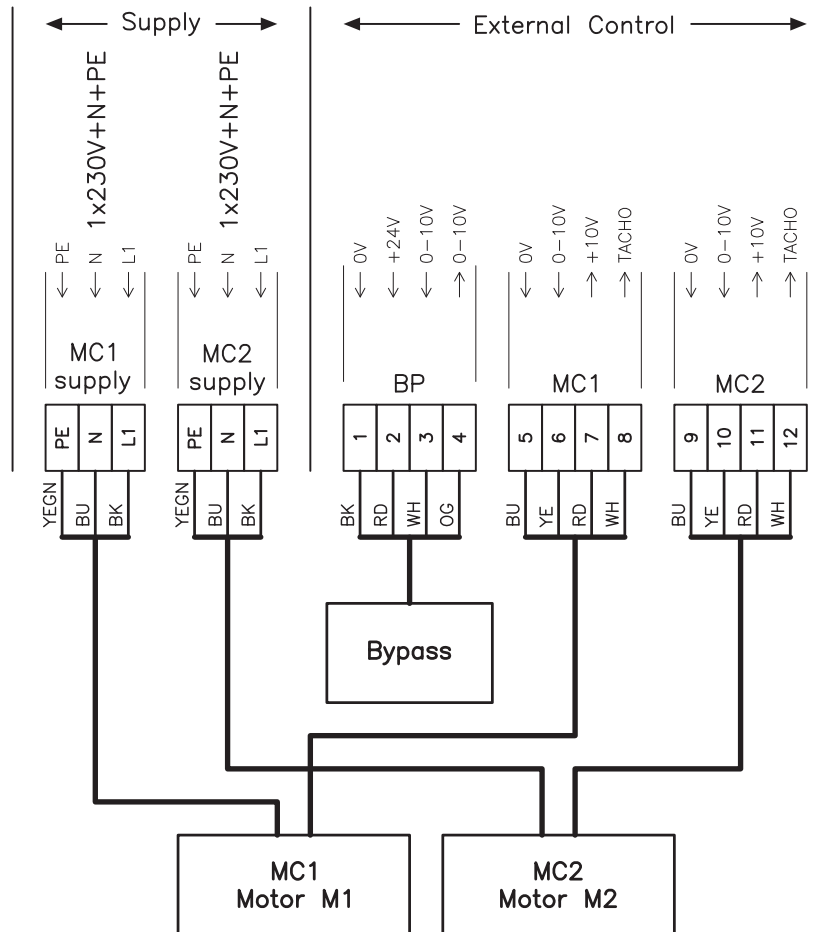 Supply
External Control
1x230V+N+PE
1x230V+N+PE
PE
N
L1
PE
N
L1
0V
+24V
0-10V
0-10V
0V
0-10V
+10V
TACHO
0V
0-10V
+10V
TACHO
MC1
supply
MC2
supply
BP
MC1
MC2
PE
N
L1
PE
N
L1
1
2
3
4
5
6
7
8
9
10
11
12
YEGN
BU
BK
YEGN
BU
BK
BK
RD
WH
OG
BU
YE
RD
WH
BU
YE
RD
WH
Bypass
MC1
Motor M1
MC2
Motor M2